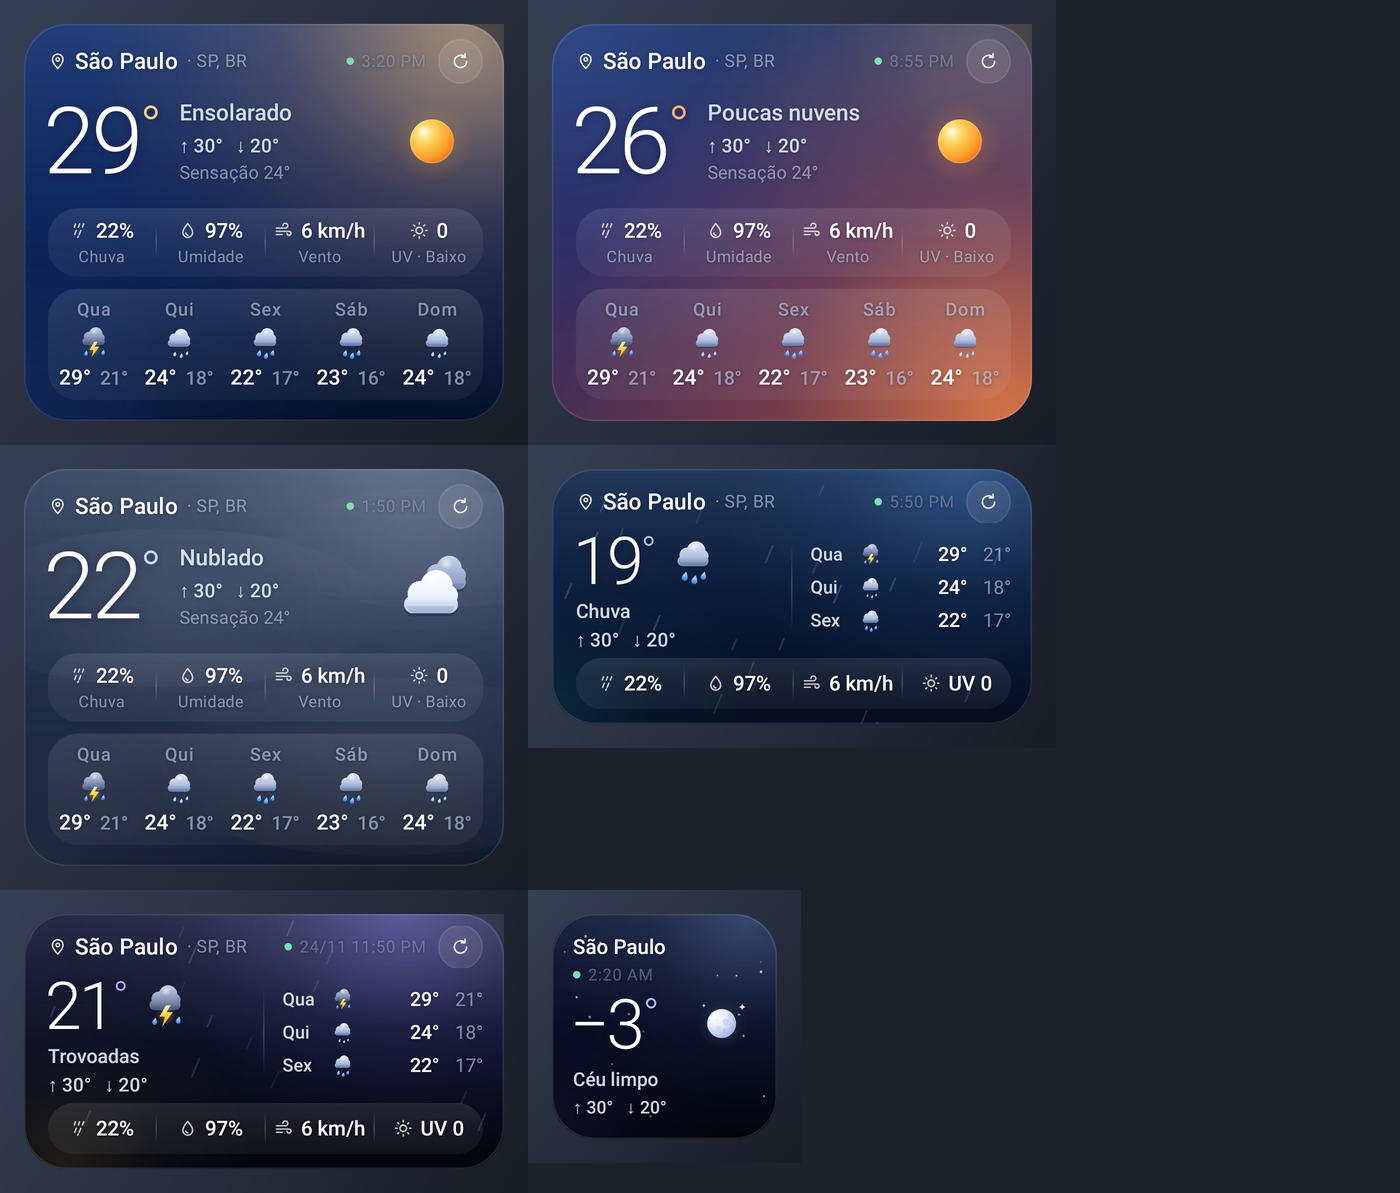 São Paulo · SP, BR 3:20 PM
29°
Ensolarado
↑ 30° ↓ 20°
Sensação 24°
22% 97% 6 km/h 0
Chuva Umidade Vento UV · Baixo
Qua Qui Sex Sáb Dom
29° 21° 24° 18° 22° 17° 23° 16° 24° 18°
São Paulo · SP, BR 8:55 PM
26°
Poucas nuvens
↑ 30° ↓ 20°
Sensação 24°
22% 97% 6 km/h 0
Chuva Umidade Vento UV · Baixo
Qua Qui Sex Sáb Dom
29° 21° 24° 18° 22° 17° 23° 16° 24° 18°
São Paulo · SP, BR 1:50 PM
22°
Nublado
↑ 30° ↓ 20°
Sensação 24°
22% 97% 6 km/h 0
Chuva Umidade Vento UV · Baixo
Qua Qui Sex Sáb Dom
29° 21° 24° 18° 22° 17° 23° 16° 24° 18°
São Paulo · SP, BR 5:50 PM
19°
Chuva
↑ 30° ↓ 20°
Qua 29° 21°
Qui 24° 18°
Sex 22° 17°
22% 97% 6 km/h UV 0
São Paulo · SP, BR 24/11 11:50 PM
21°
Trovoadas
↑ 30° ↓ 20°
Qua 29° 21°
Qui 24° 18°
Sex 22° 17°
22% 97% 6 km/h UV 0
São Paulo
2:20 AM
−3°
Céu limpo
↑ 30° ↓ 20°